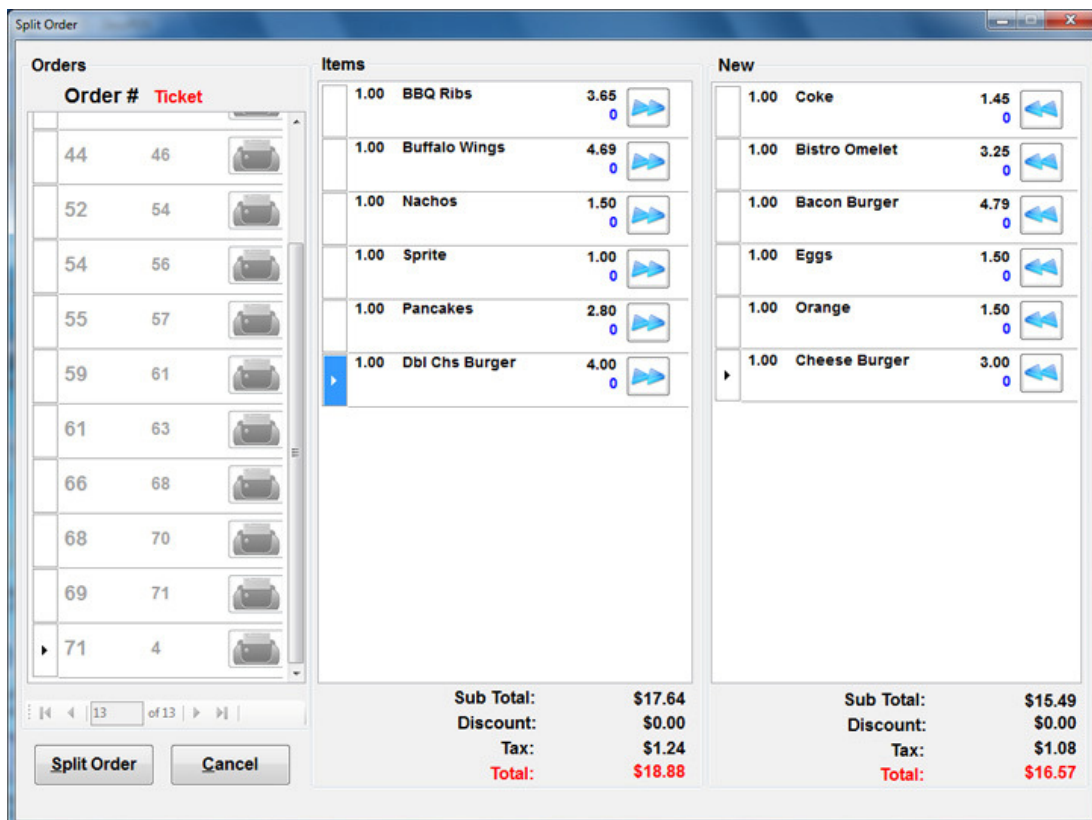 Split Order
Orders
Order # Ticket
44 46
52 54
54 56
55 57
59 61
61 63
66 68
68 70
69 71
71 4
13 of 13
Split Order Cancel
Items
1.00 BBQ Ribs 3.65
0
1.00 Buffalo Wings 4.69
0
1.00 Nachos 1.50
0
1.00 Sprite 1.00
0
1.00 Pancakes 2.80
0
1.00 Dbl Chs Burger 4.00
0
Sub Total: $17.64
Discount: $0.00
Tax: $1.24
Total: $18.88
New
1.00 Coke 1.45
0
1.00 Bistro Omelet 3.25
0
1.00 Bacon Burger 4.79
0
1.00 Eggs 1.50
0
1.00 Orange 1.50
0
1.00 Cheese Burger 3.00
0
Sub Total: $15.49
Discount: $0.00
Tax: $1.08
Total: $16.57